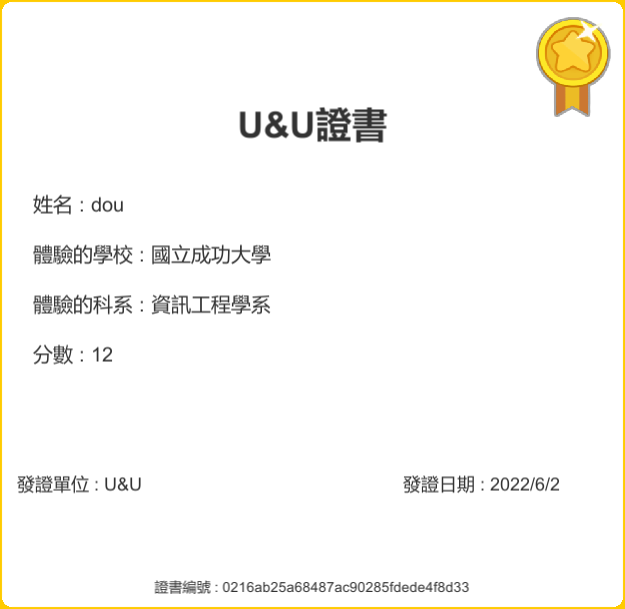 U&U證書
姓名 : dou
體驗的學校 : 國立成功大學
體驗的科系 : 資訊工程學系
分數 : 12
發證單位 : U&U
發證日期 : 2022/6/2
證書編號 : 0216ab25a68487ac90285fdede4f8d33